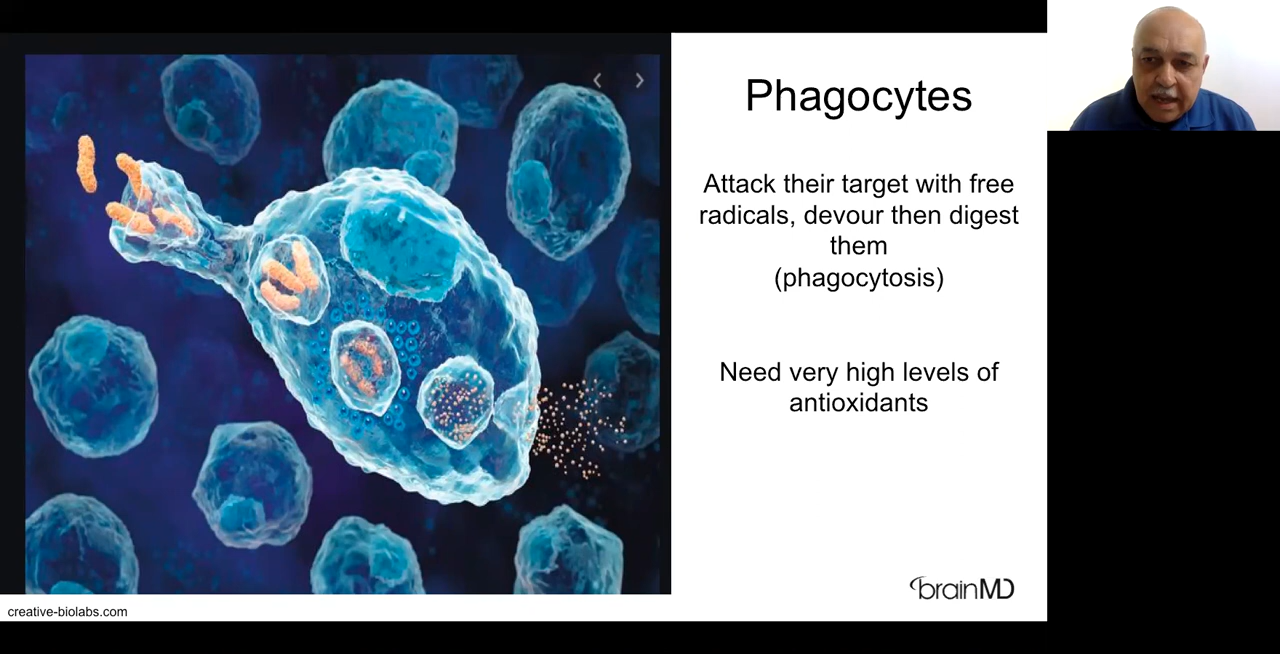 Phagocytes
Attack their target with free
radicals, devour then digest
them
(phagocytosis)
Need very high levels of
antioxidants
brainMD
creative-biolabs.com